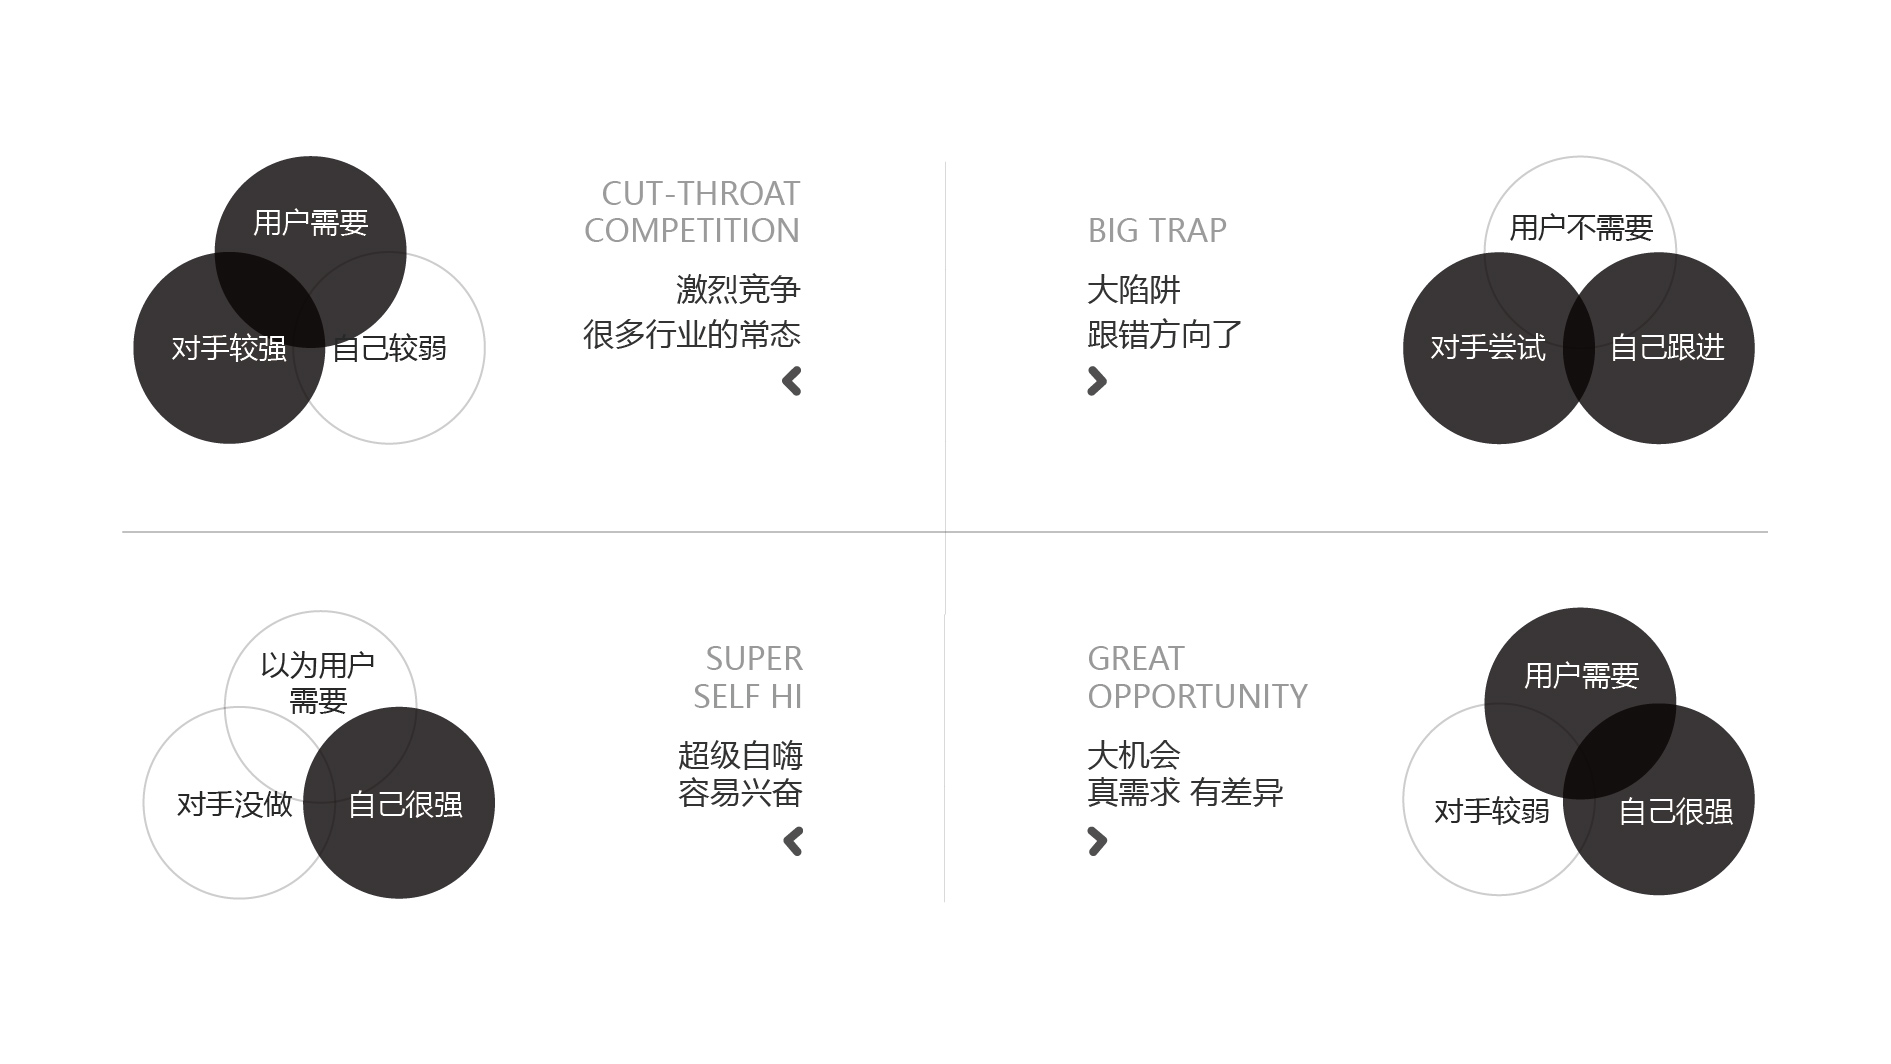 用户需要
对手较强
自己较弱
CUT-THROAT
COMPETITION
激烈竞争
很多行业的常态
BIG TRAP
大陷阱
跟错方向了
用户不需要
对手尝试
自己跟进
以为用户
需要
对手没做
自己很强
SUPER
SELF HI
超级自嗨
容易兴奋
GREAT
OPPORTUNITY
大机会
真需求 有差异
用户需要
对手较弱
自己很强